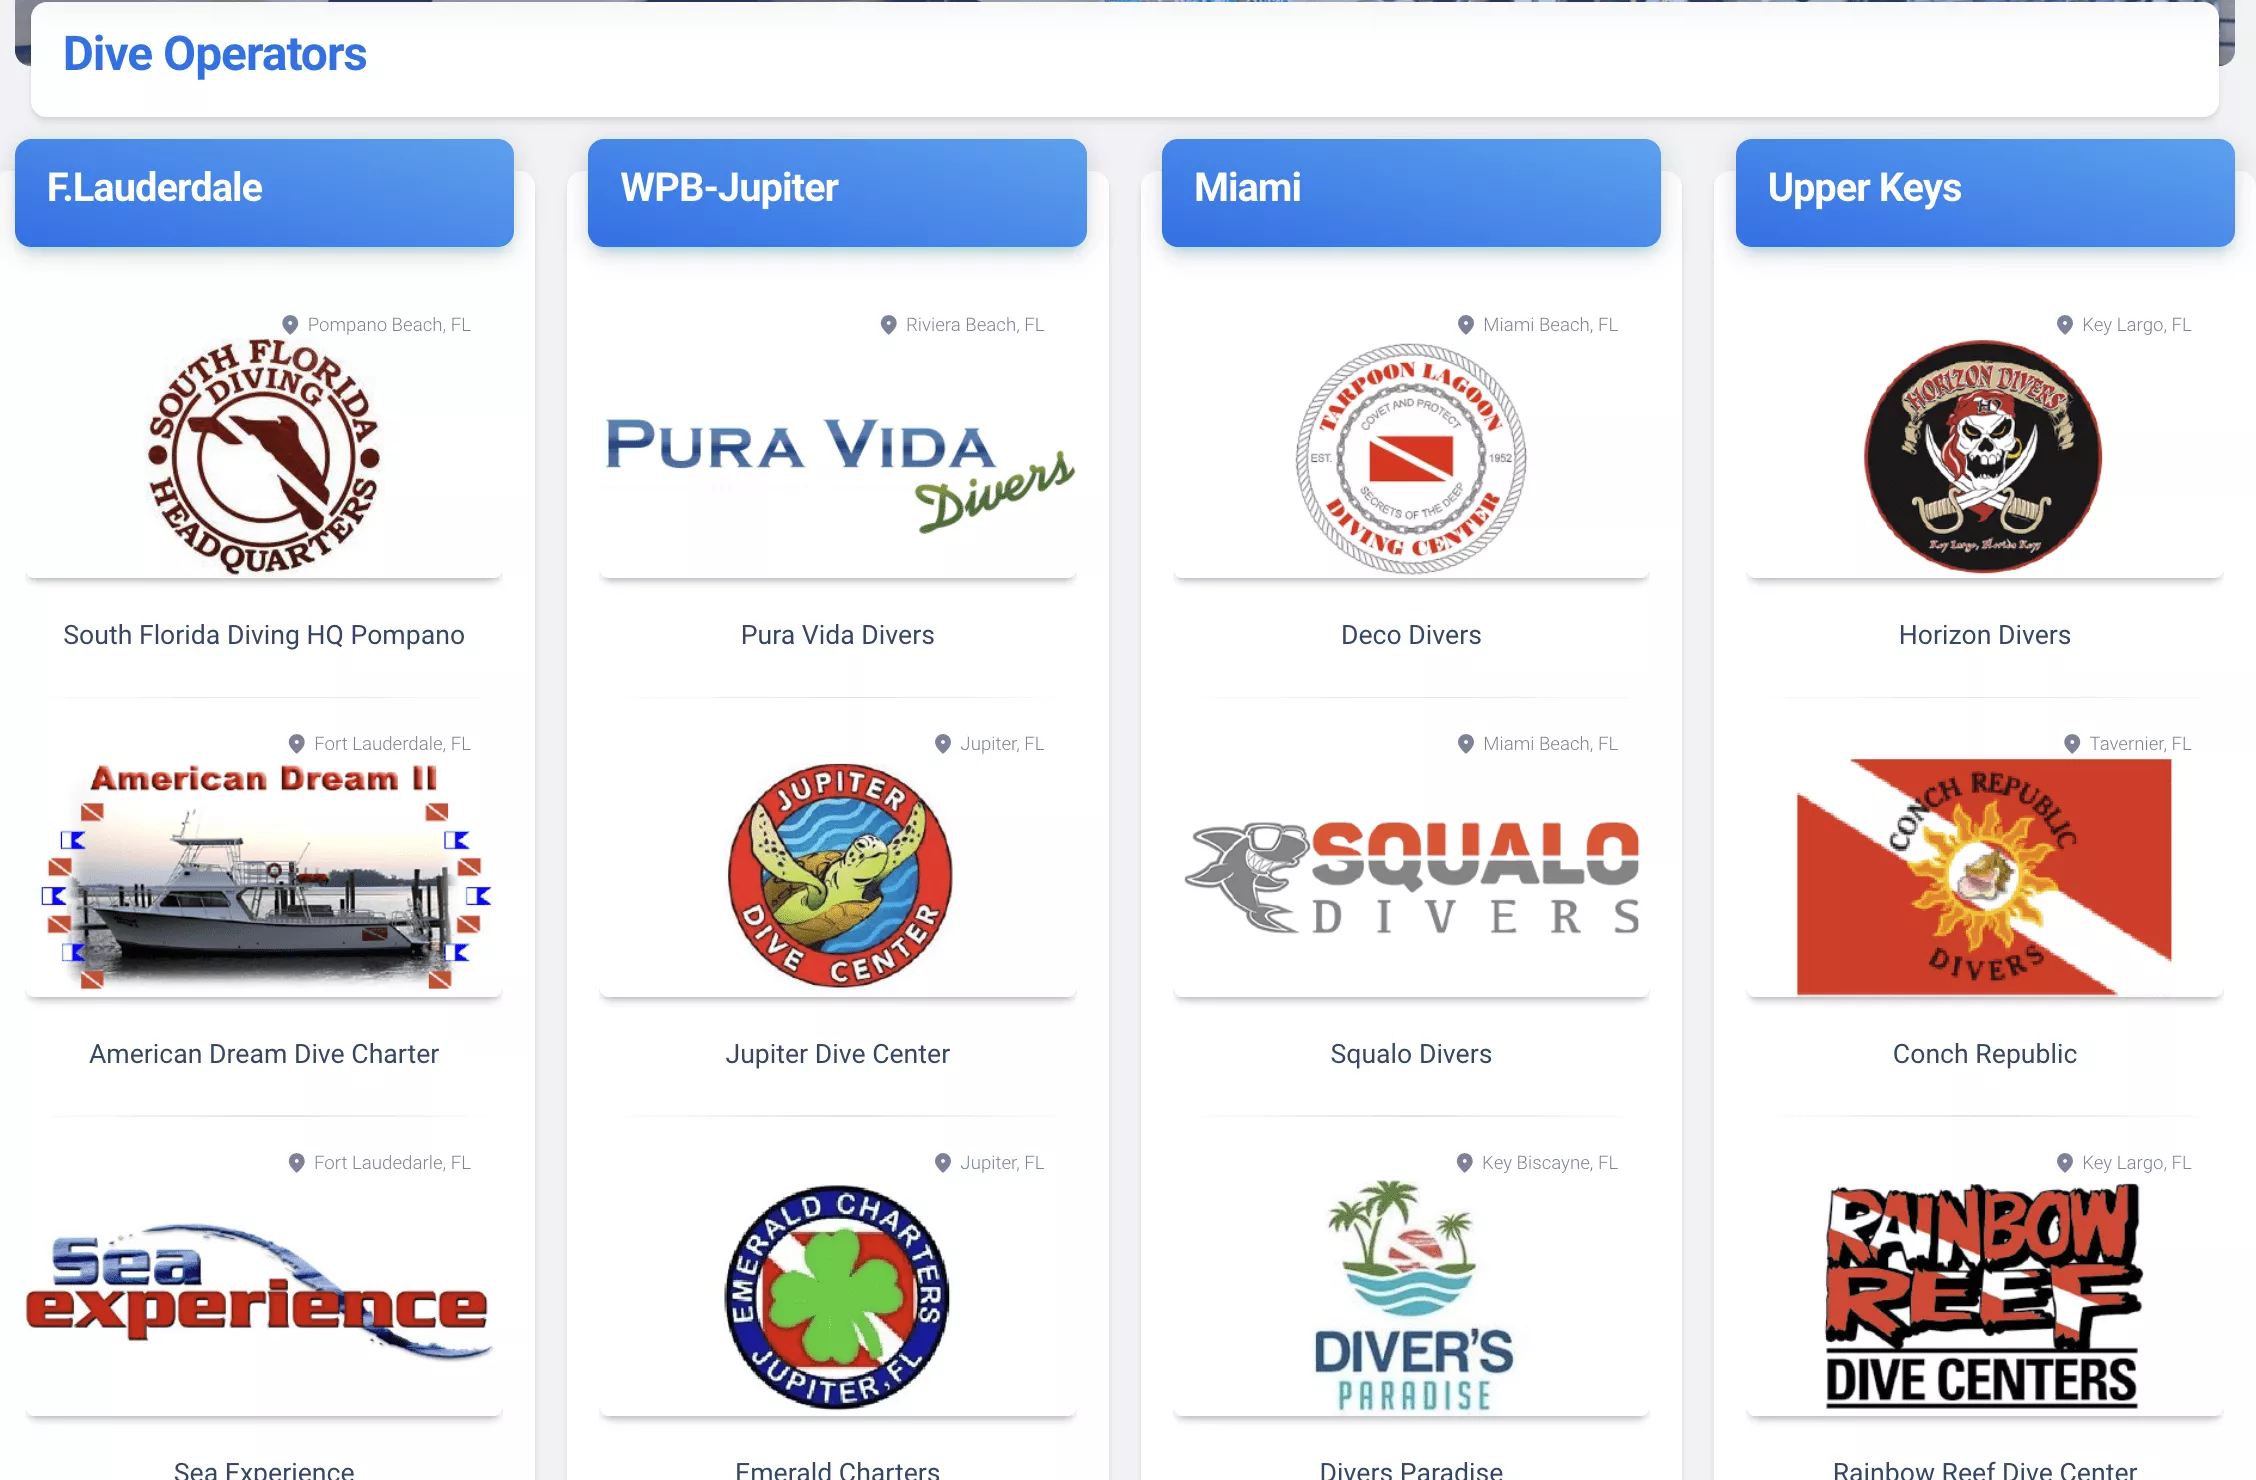 Dive Operators
F.Lauderdale
Pompano Beach, FL
SOUTH FLORIDA
DIVING
HEADQUARTERS
South Florida Diving HQ Pompano
Fort Lauderdale, FL
American Dream II
American Dream Dive Charter
Fort Laudedarle, FL
Sea
experience
Sea Experience
WPB-Jupiter
Riviera Beach, FL
PURA VIDA
Divers
Pura Vida Divers
Jupiter, FL
JUPITER
DIVE CENTER
Jupiter Dive Center
Jupiter, FL
EMERALD CHARTERS
JUPITER, FL
Emerald Charters
Miami
Miami Beach, FL
TARPOON LAGOON
COVET AND PROTECT
EST. 1952
SECRETS OF THE DEEP
DIVING CENTER
Deco Divers
Miami Beach, FL
SQUALO
DIVERS
Squalo Divers
Key Biscayne, FL
DIVER'S
PARADISE
Divers Paradise
Upper Keys
Key Largo, FL
HORIZON DIVERS
HD
Key Largo, Florida Keys
Horizon Divers
Tavernier, FL
CONCH REPUBLIC
DIVERS
Conch Republic
Key Largo, FL
RAINBOW
REEF
DIVE CENTERS
Rainbow Reef Dive Center